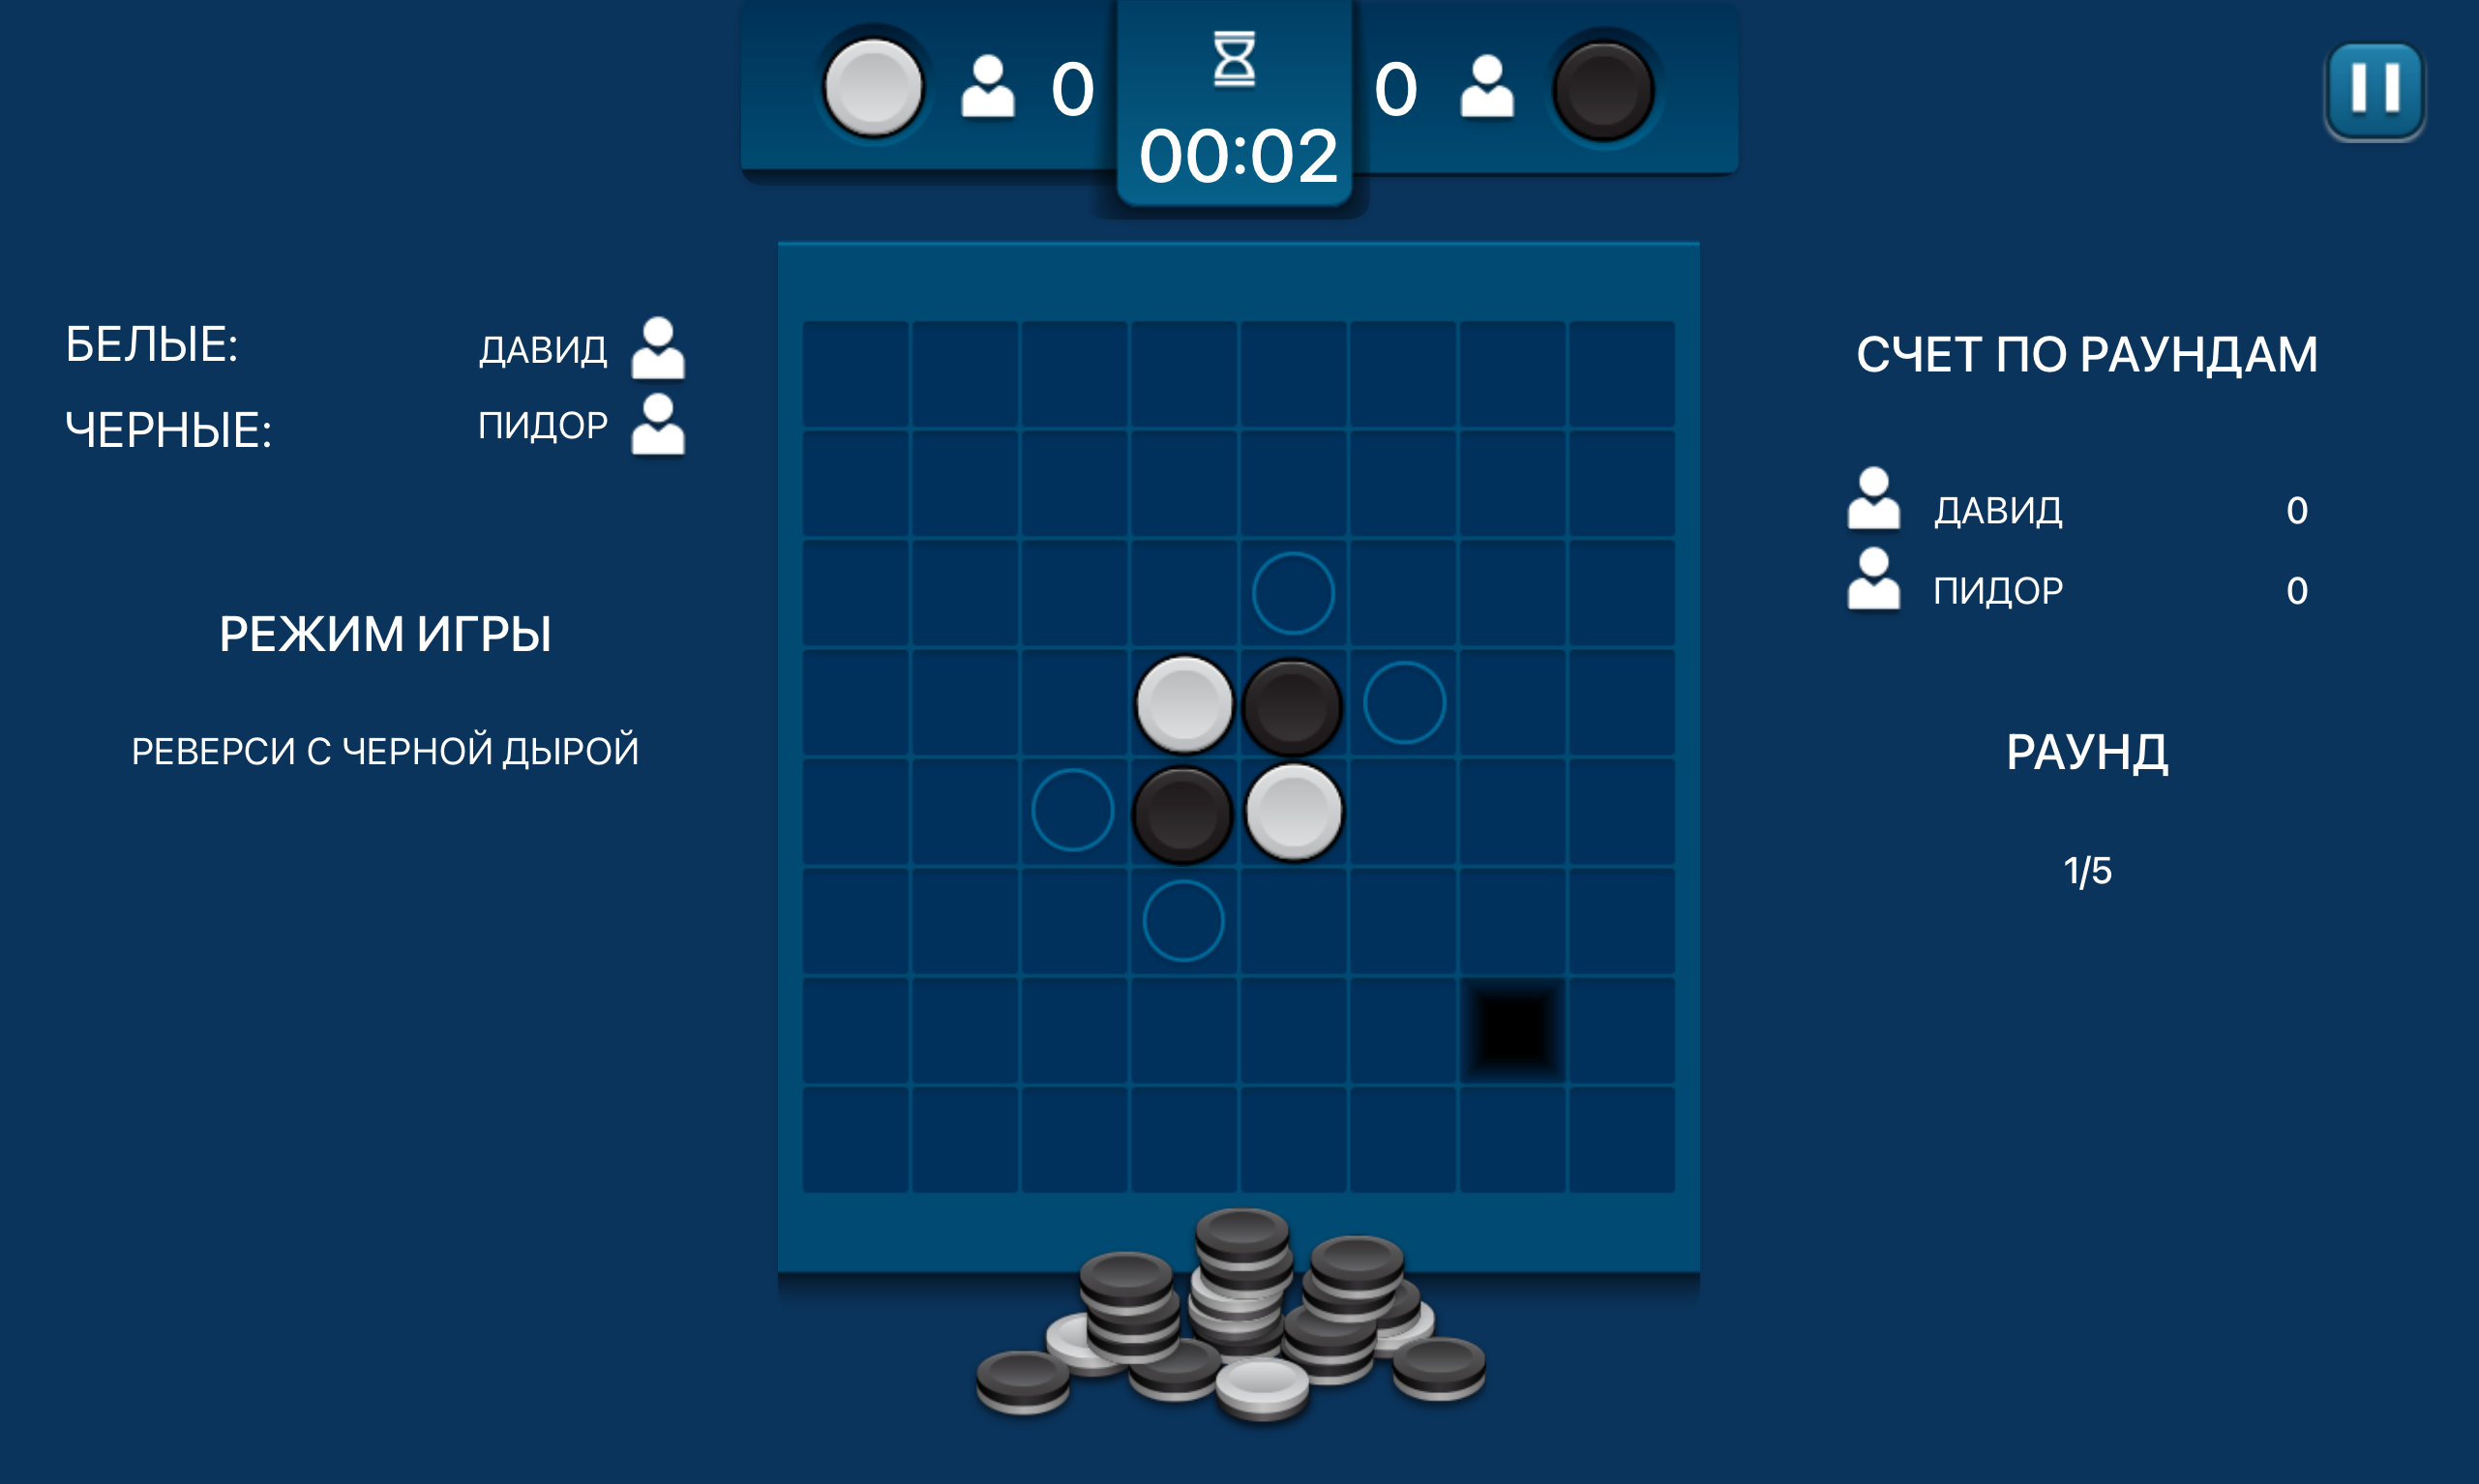 0
0
00:02
БЕЛЫЕ:
ДАВИД
ЧЕРНЫЕ:
ПИДОР
РЕЖИМ ИГРЫ
РЕВЕРСИ С ЧЕРНОЙ ДЫРОЙ
СЧЕТ ПО РАУНДАМ
ДАВИД 0
ПИДОР 0
РАУНД
1/5